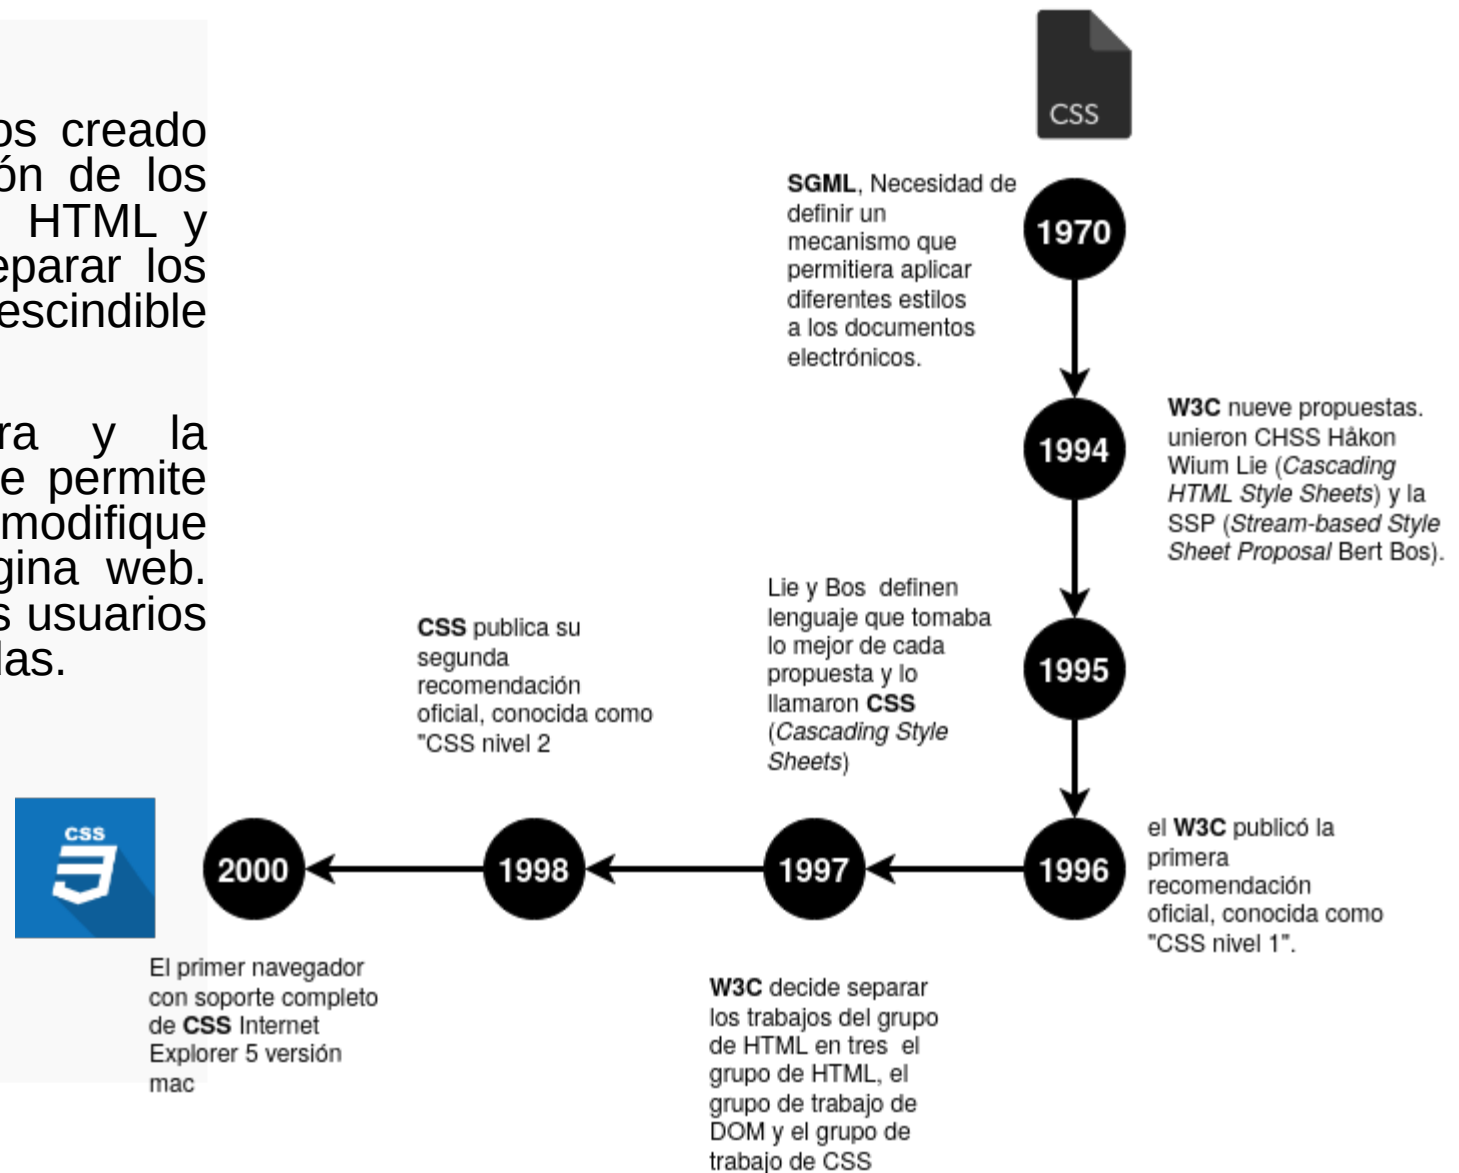 os creado
ón de los
HTML y
eparar los
escindible
ra y la
e permite
modifique
gina web.
s usuarios
las.
CSS
SGML, Necesidad de
definir un
mecanismo que
permitiera aplicar
diferentes estilos
a los documentos
electrónicos.
1970
1994
W3C nueve propuestas.
unieron CHSS Håkon
Wium Lie (Cascading
HTML Style Sheets) y la
SSP (Stream-based Style
Sheet Proposal Bert Bos).
Lie y Bos definen
lenguaje que tomaba
lo mejor de cada
propuesta y lo
llamaron CSS
(Cascading Style
Sheets)
1995
1996
el W3C publicó la
primera
recomendación
oficial, conocida como
"CSS nivel 1".
1997
W3C decide separar
los trabajos del grupo
de HTML en tres el
grupo de HTML, el
grupo de trabajo de
DOM y el grupo de
trabajo de CSS
CSS publica su
segunda
recomendación
oficial, conocida como
"CSS nivel 2
1998
2000
El primer navegador
con soporte completo
de CSS Internet
Explorer 5 versión
mac
CSS
3